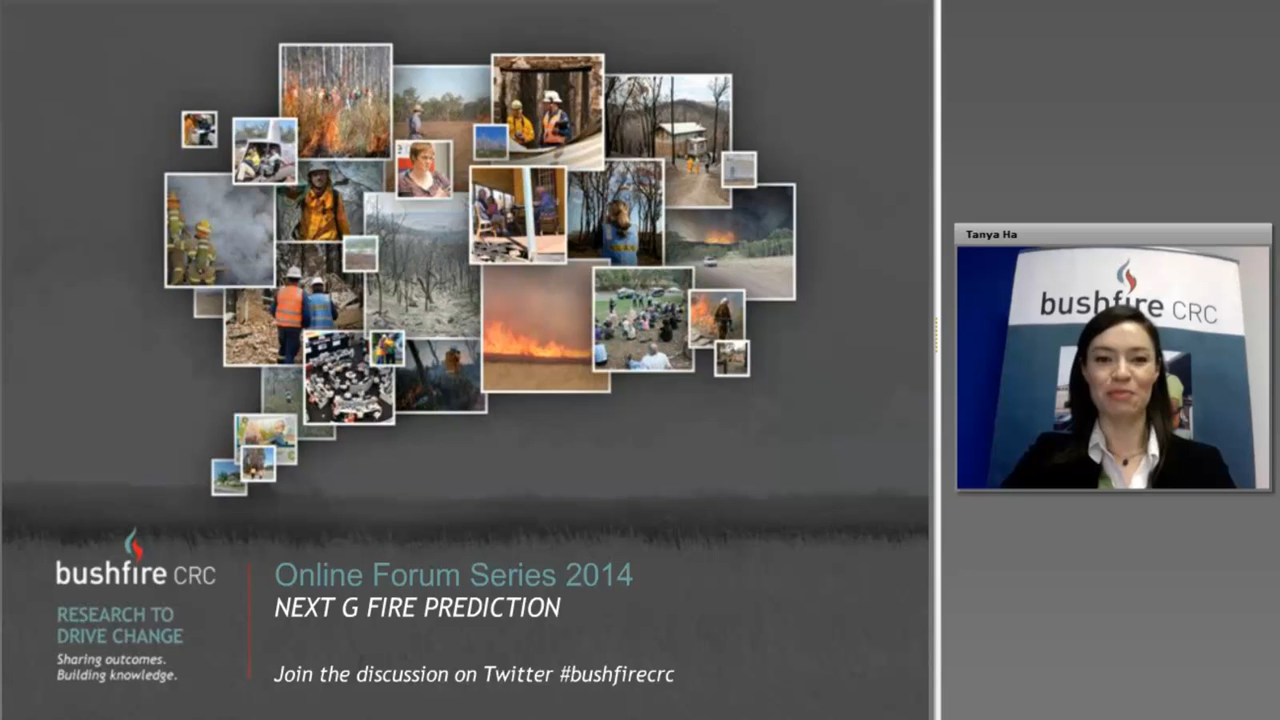 bushfire CRC
RESEARCH TO
DRIVE CHANGE
Sharing outcomes.
Building knowledge.
Online Forum Series 2014
NEXT G FIRE PREDICTION
Join the discussion on Twitter #bushfirecrc
Tanya Ha
bushfire CRC